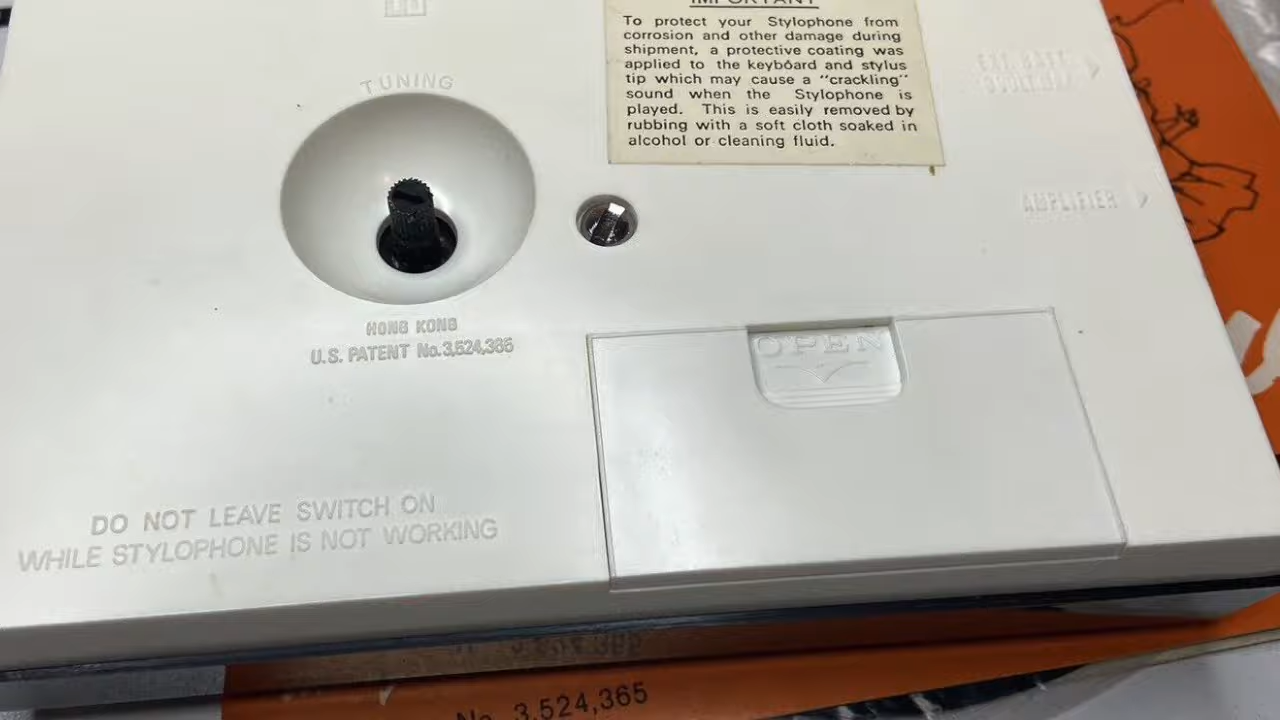 IMPORTANT
To protect your Stylophone from
corrosion and other damage during
shipment, a protective coating was
applied to the keyboard and stylus
tip which may cause a "crackling"
sound when the Stylophone is
played. This is easily removed by
rubbing with a soft cloth soaked in
alcohol or cleaning fluid.
TUNING
AMPLIFIER
HONG KONG
U.S. PATENT No. 3,524,365
OPEN
DO NOT LEAVE SWITCH ON
WHILE STYLOPHONE IS NOT WORKING
No. 3,524,365